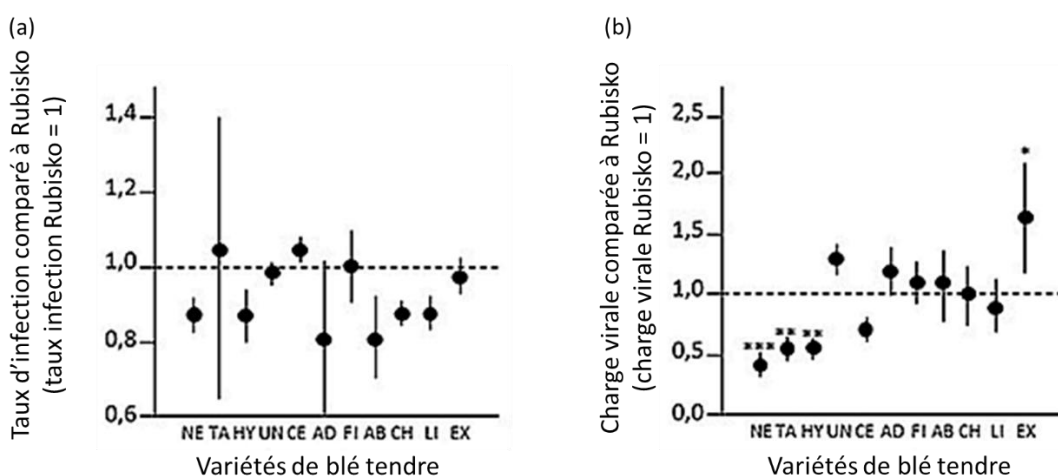 (a)
Taux d'infection comparé à Rubisko
(taux infection Rubisko = 1)
1,4
1,2
1,0
0,8
0,6
NE TA HY UN CE AD FI AB CH LI EX
Variétés de blé tendre
(b)
Charge virale comparée à Rubisko
(charge virale Rubisko = 1)
2,5
2,0
1,5
1,0
0,5
0,0
*
*** ** **
NE TA HY UN CE AD FI AB CH LI EX
Variétés de blé tendre